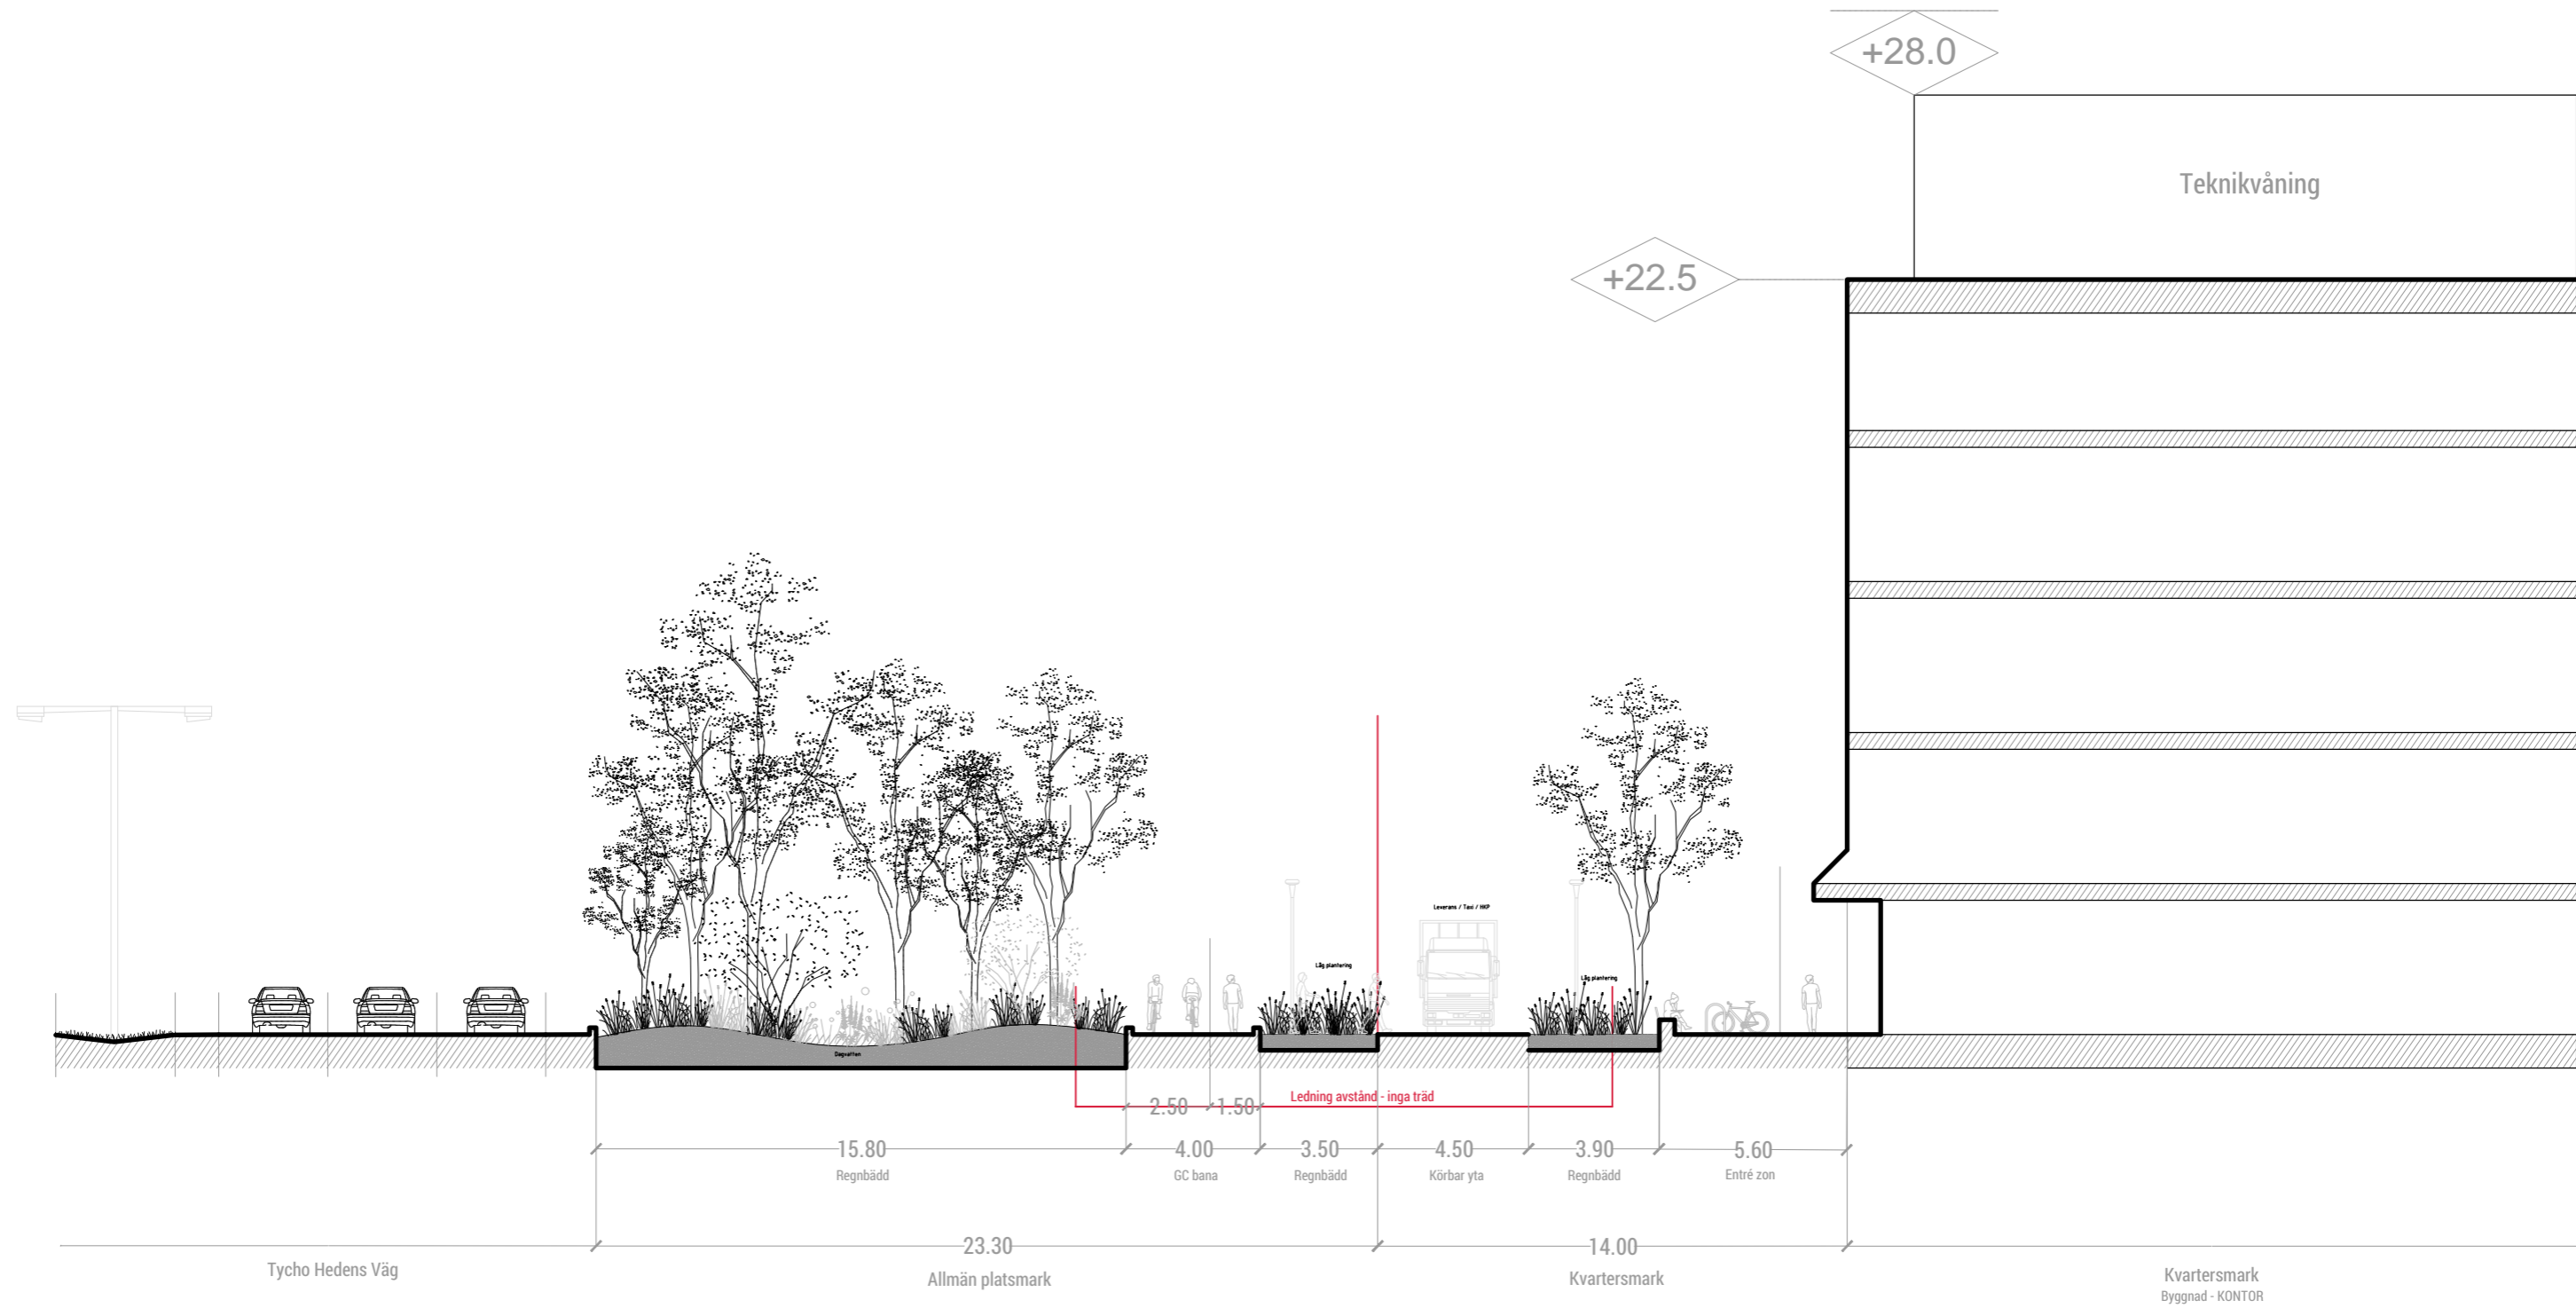 +28.0
Teknikvåning
+22.5
Leverans / Taxi / HKP
Låg plantering
Låg plantering
Dagvatten
Ledning avstånd - inga träd
2.50 1.50
15.80 4.00 3.50 4.50 3.90 5.60
Regnbädd GC bana Regnbädd Körbar yta Regnbädd Entré zon
23.30 14.00
Tycho Hedens Väg Allmän platsmark Kvartersmark Kvartersmark
Byggnad - KONTOR